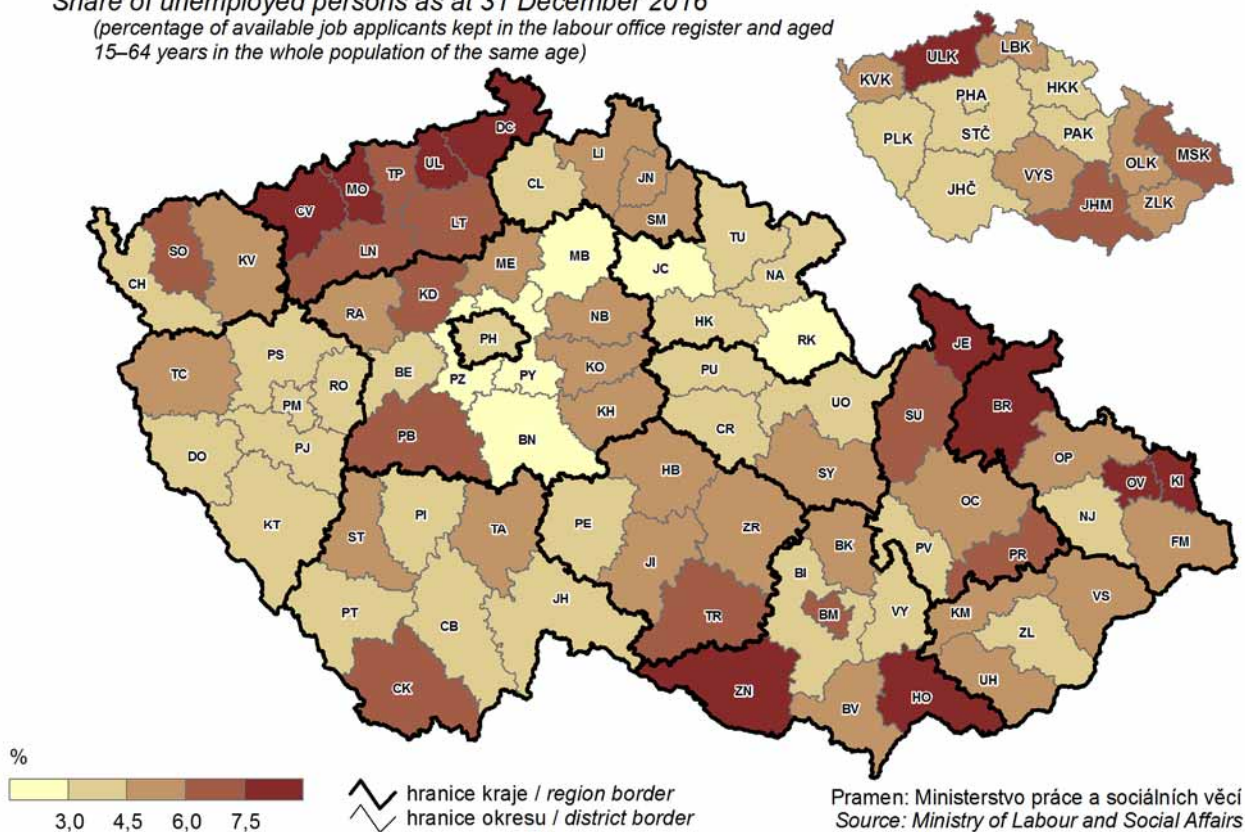 Share of unemployed persons as at 31 December 2016
(percentage of available job applicants kept in the labour office register and aged
15–64 years in the whole population of the same age)
ULK
LBK
KVK
PHA
HKK
STČ
PLK
PAK
OLK
MSK
VYS
JHČ
JHM
ZLK
DC
UL
TP
MO
CV
LT
LN
LI
JN
CL
SM
SO
KV
CH
TU
MB
JC
NA
ME
KD
RA
NB
HK
RK
PH
JE
PS
TC
RO
BE
PZ
PY
KO
PU
UO
SU
BR
PM
KH
CR
DO
PJ
PB
BN
OP
HB
SY
OV
KI
KT
ST
PI
TA
PE
ZR
OC
NJ
FM
JI
BK
PV
PR
BI
PT
CB
JH
TR
BM
VY
KM
VS
ZL
CK
ZN
BV
HO
UH
%
3,0 4,5 6,0 7,5
hranice kraje / region border
hranice okresu / district border
Pramen: Ministerstvo práce a sociálních věcí
Source: Ministry of Labour and Social Affairs